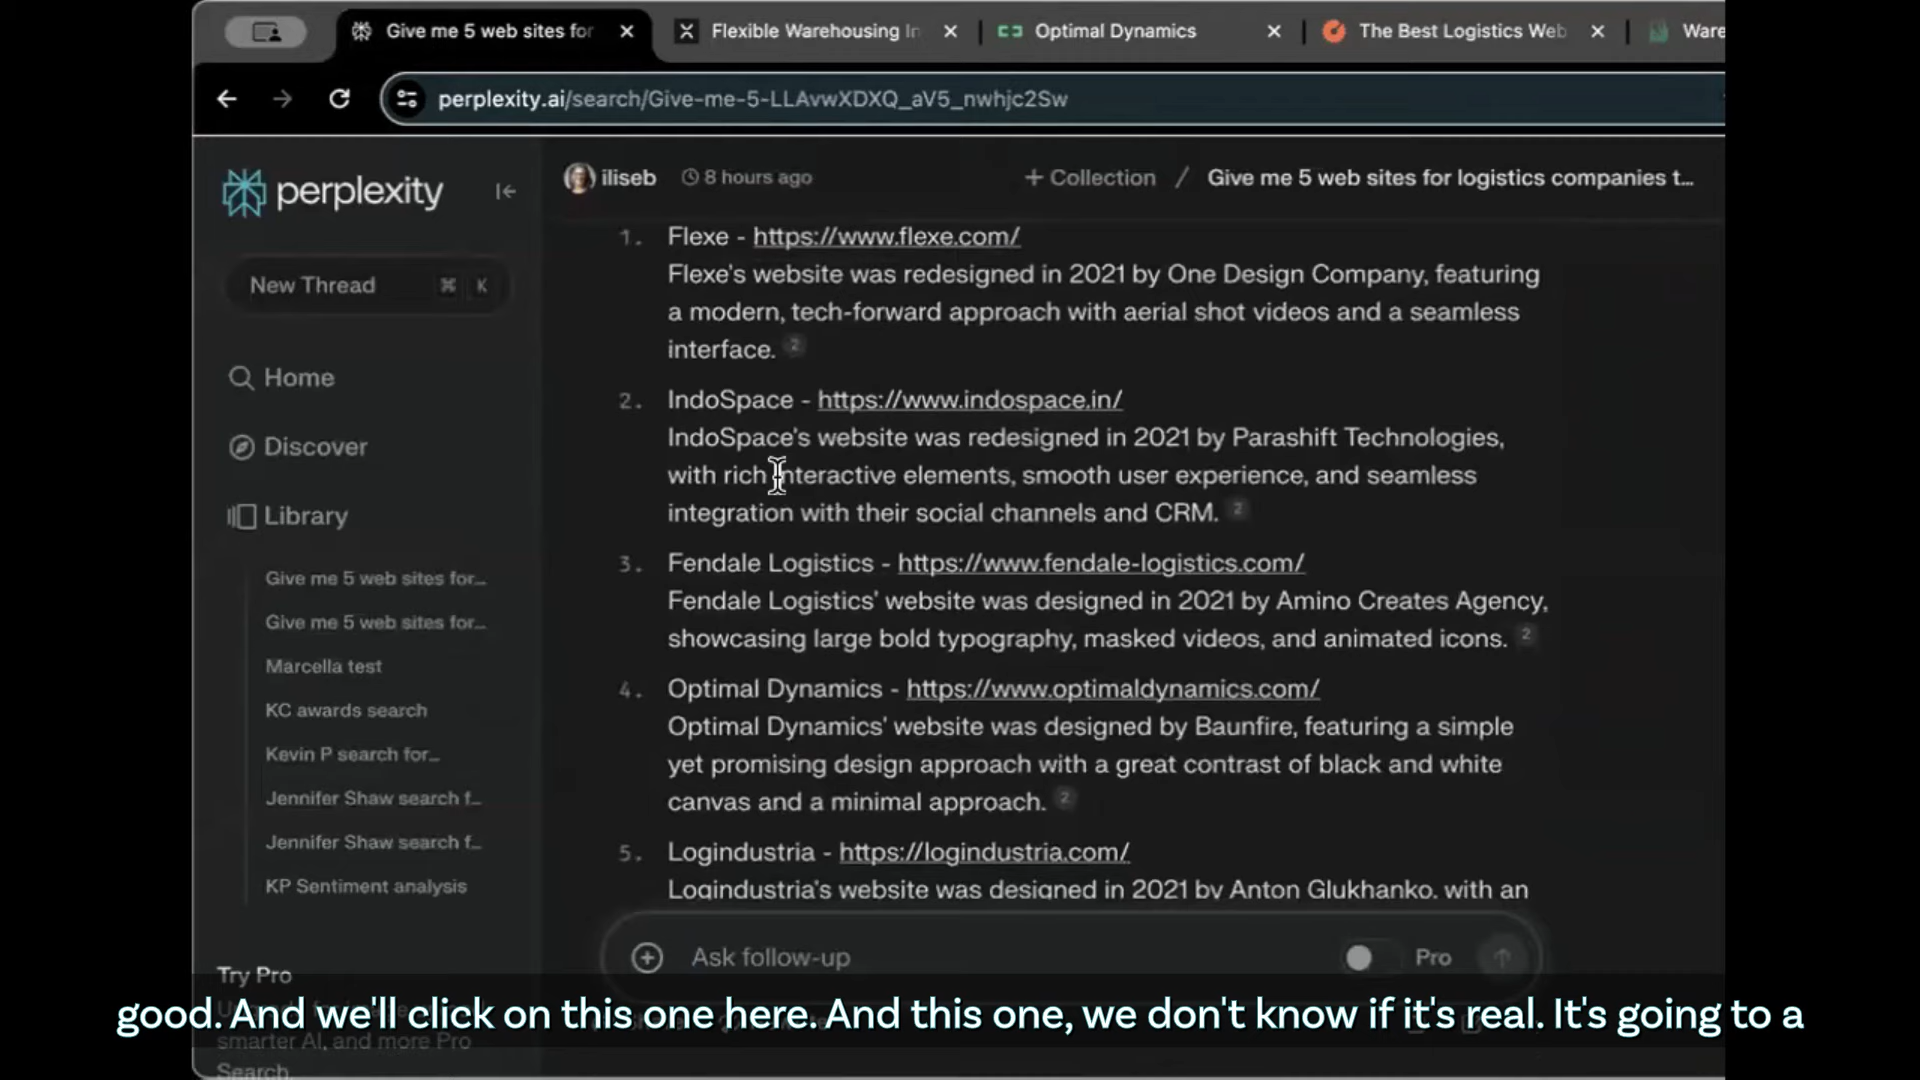 Give me 5 web sites for
Flexible Warehousing In
Optimal Dynamics
The Best Logistics Web
Ware
perplexity.ai/search/Give-me-5-LLAvwXDXQ_aV5_nwhjc2Sw
perplexity
New Thread ⌘ K
Home
Discover
Library
Give me 5 web sites for...
Give me 5 web sites for...
Marcella test
KC awards search
Kevin P search for...
Jennifer Shaw search f...
Jennifer Shaw search f...
KP Sentiment analysis
Try Pro
smarter AI, and more Pro
Search.
iliseb 8 hours ago + Collection / Give me 5 web sites for logistics companies t...
1. Flexe - https://www.flexe.com/
Flexe's website was redesigned in 2021 by One Design Company, featuring
a modern, tech-forward approach with aerial shot videos and a seamless
interface. 2
2. IndoSpace - https://www.indospace.in/
IndoSpace's website was redesigned in 2021 by Parashift Technologies,
with rich interactive elements, smooth user experience, and seamless
integration with their social channels and CRM. 2
3. Fendale Logistics - https://www.fendale-logistics.com/
Fendale Logistics' website was designed in 2021 by Amino Creates Agency,
showcasing large bold typography, masked videos, and animated icons. 2
4. Optimal Dynamics - https://www.optimaldynamics.com/
Optimal Dynamics' website was designed by Baunfire, featuring a simple
yet promising design approach with a great contrast of black and white
canvas and a minimal approach. 2
5. Logindustria - https://logindustria.com/
Logindustria's website was designed in 2021 by Anton Glukhanko, with an
Ask follow-up
Pro
good. And we'll click on this one here. And this one, we don't know if it's real. It's going to a